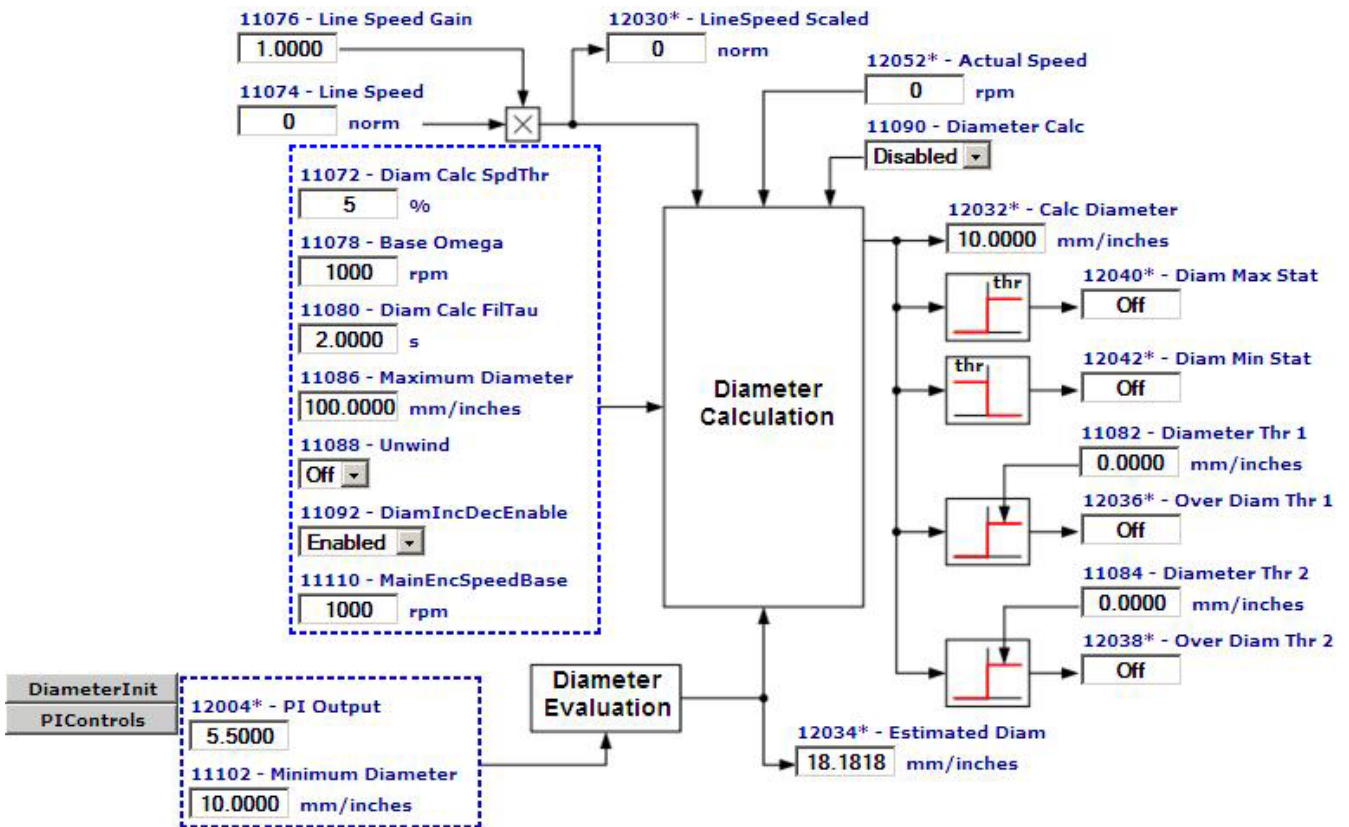 11076 - Line Speed Gain
1.0000
12030* - LineSpeed Scaled
0 norm
12052* - Actual Speed
0 rpm
11074 - Line Speed
0 norm
11090 - Diameter Calc
Disabled
11072 - Diam Calc SpdThr
5 %
11078 - Base Omega
1000 rpm
11080 - Diam Calc FilTau
2.0000 s
11086 - Maximum Diameter
100.0000 mm/inches
11088 - Unwind
Off
11092 - DiamIncDecEnable
Enabled
11110 - MainEncSpeedBase
1000 rpm
Diameter
Calculation
12032* - Calc Diameter
10.0000 mm/inches
thr
12040* - Diam Max Stat
Off
thr
12042* - Diam Min Stat
Off
11082 - Diameter Thr 1
0.0000 mm/inches
12036* - Over Diam Thr 1
Off
11084 - Diameter Thr 2
0.0000 mm/inches
12038* - Over Diam Thr 2
Off
DiameterInit
PIControls
12004* - PI Output
5.5000
11102 - Minimum Diameter
10.0000 mm/inches
Diameter
Evaluation
12034* - Estimated Diam
18.1818 mm/inches